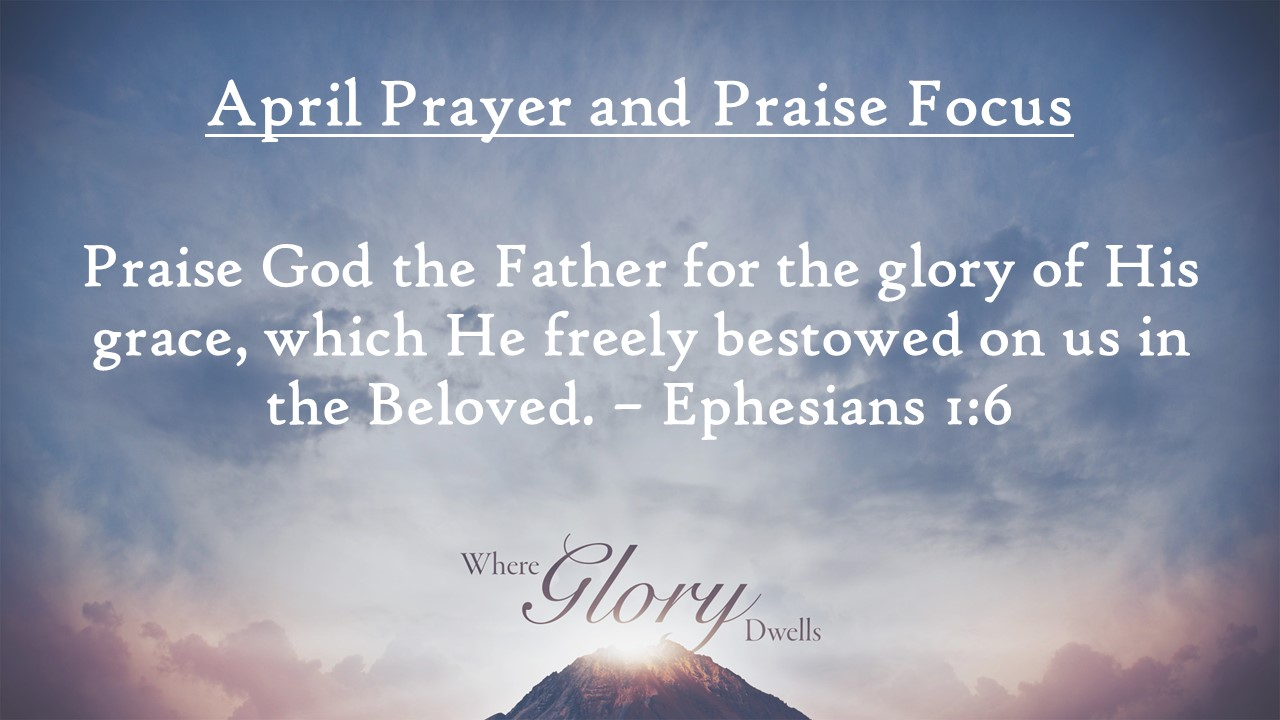 April Prayer and Praise Focus
Praise God the Father for the glory of His
grace, which He freely bestowed on us in
the Beloved. – Ephesians 1:6
Where
Glory
Dwells